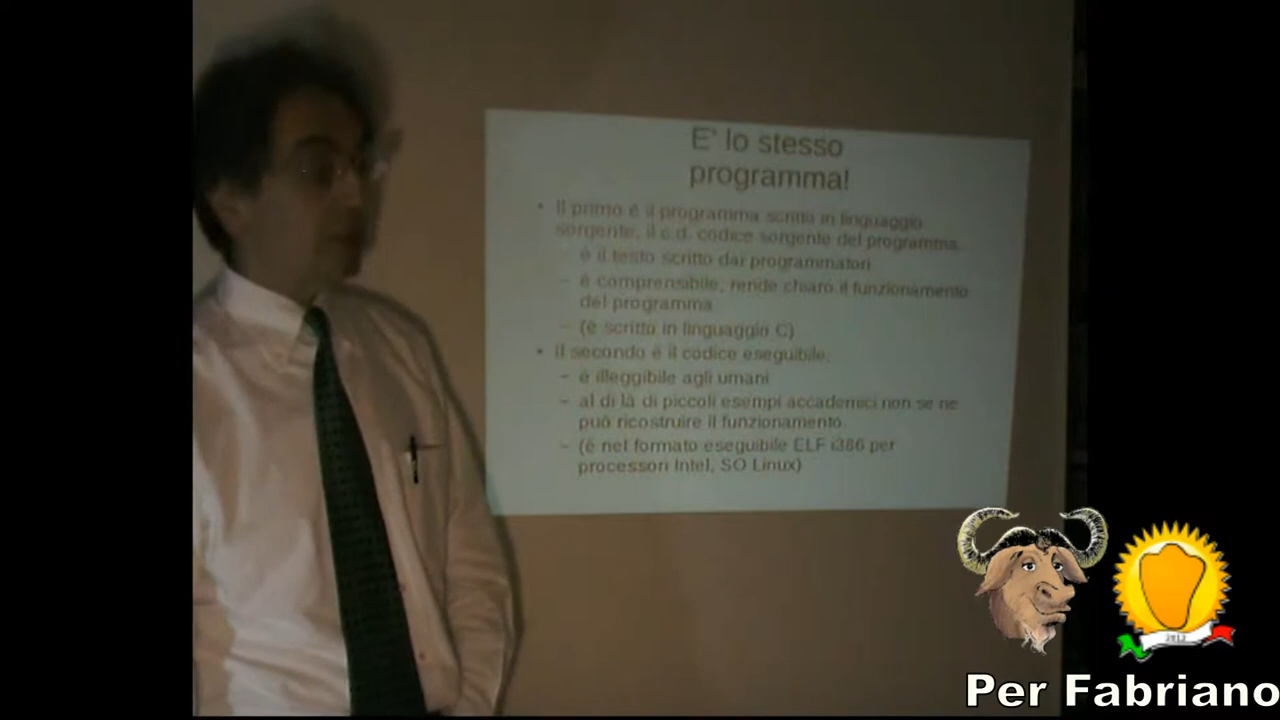 E' lo stesso
programma!
• Il primo è il programma scritto in linguaggio
sorgente, il c.d. codice sorgente del programma.
è il testo scritto dai programmatori
– è comprensibile, rende chiaro il funzionamento
del programma
– (è scritto in linguaggio C)
• Il secondo è il codice eseguibile.
– è illeggibile agli umani
– al di là di piccoli esempi accademici non se ne
può ricostruire il funzionamento.
– (è nel formato eseguibile ELF i386 per
processori Intel, SO Linux)
2013
Per Fabriano